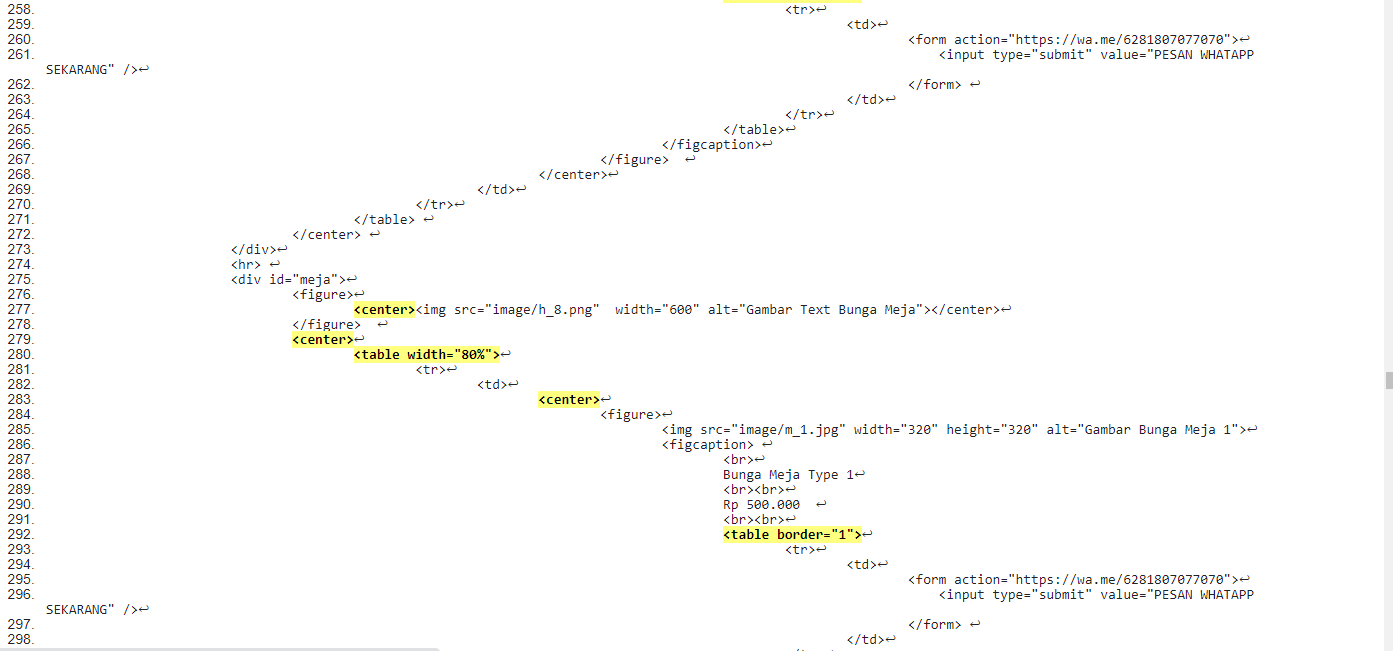 258. <tr>↩
259. <td>↩
260. <form action="https://wa.me/6281807077070">↩
261. <input type="submit" value="PESAN WHATAPP
SEKARANG" />↩
262. </form> ↩
263. </td>↩
264. </tr>↩
265. </table>↩
266. </figcaption>↩
267. </figure> ↩
268. </center>↩
269. </td>↩
270. </tr>↩
271. </table> ↩
272. </center> ↩
273. </div>↩
274. <hr> ↩
275. <div id="meja">↩
276. <figure>↩
277. <center><img src="image/h_8.png"  width="600" alt="Gambar Text Bunga Meja"></center>↩
278. </figure> ↩
279. <center>↩
280. <table width="80%">↩
281. <tr>↩
282. <td>↩
283. <center>↩
284. <figure>↩
285. <img src="image/m_1.jpg" width="320" height="320" alt="Gambar Bunga Meja 1">↩
286. <figcaption> ↩
287. <br>↩
288. Bunga Meja Type 1↩
289. <br><br>↩
290. Rp 500.000 ↩
291. <br><br>↩
292. <table border="1">↩
293. <tr>↩
294. <td>↩
295. <form action="https://wa.me/6281807077070">↩
296. <input type="submit" value="PESAN WHATAPP
SEKARANG" />↩
297. </form> ↩
298. </td>↩